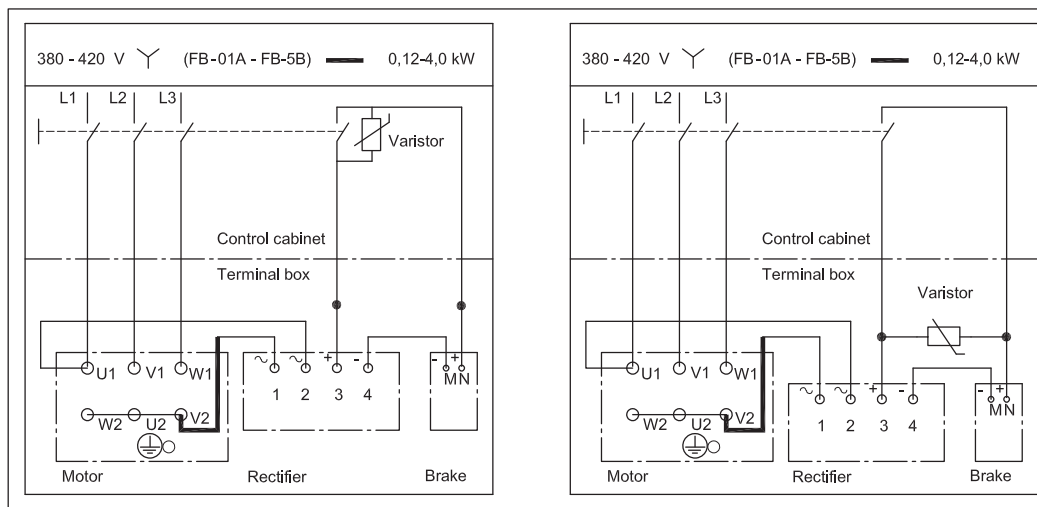 380 - 420 V (FB-01A - FB-5B) 0,12-4,0 kW
L1 L2 L3
Varistor
Control cabinet
Terminal box
U1 V1 W1 ~ ~ + - - +
M N
1 2 3 4
W2 U2 V2
Motor Rectifier Brake
380 - 420 V (FB-01A - FB-5B) 0,12-4,0 kW
L1 L2 L3
Control cabinet
Terminal box
Varistor
U1 V1 W1
~ ~ + - - +
M N
W2 U2 V2 1 2 3 4
Motor Rectifier Brake